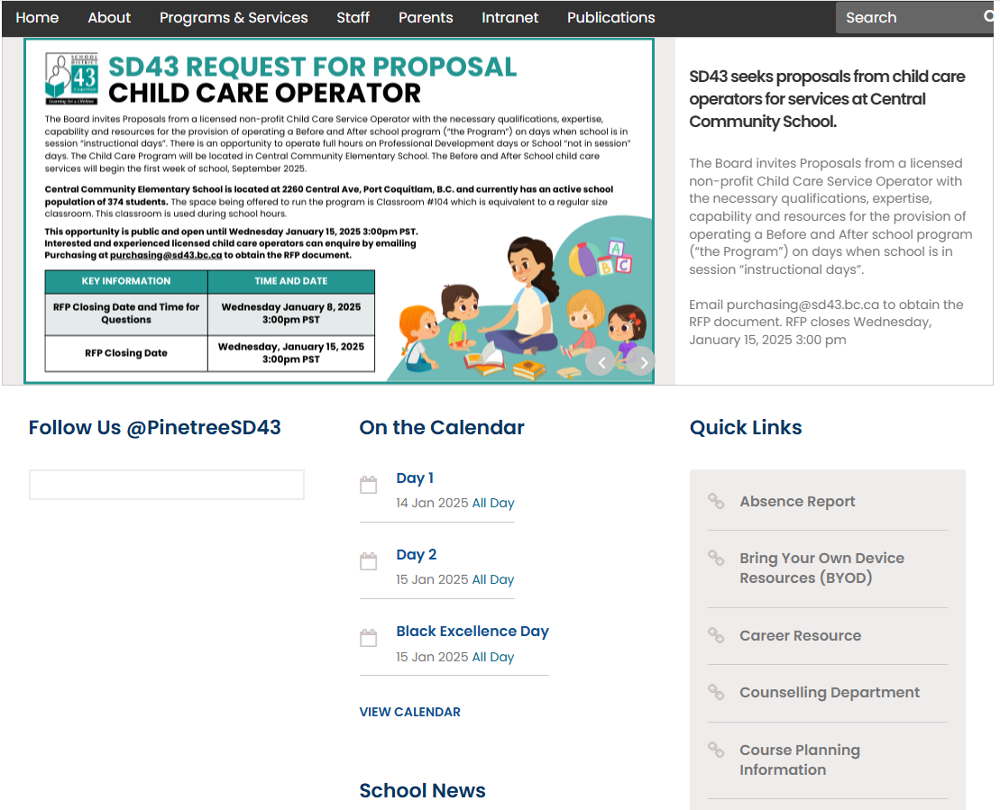 Home About Programs & Services Staff Parents Intranet Publications Search
SCHOOL
DISTRICT
43
Learning for a Lifetime
SD43 REQUEST FOR PROPOSAL
CHILD CARE OPERATOR
The Board invites Proposals from a licensed non-profit Child Care Service Operator with the necessary qualifications, expertise,
capability and resources for the provision of operating a Before and After school program (“the Program”) on days when school is in
session “instructional days”. There is an opportunity to operate full hours on Professional Development days or School “not in session”
days. The Child Care Program will be located in Central Community Elementary School. The Before and After School child care
services will begin the first week of school, September 2025.
Central Community Elementary School is located at 2260 Central Ave, Port Coquitlam, B.C. and currently has an active school
population of 374 students. The space being offered to run the program is Classroom #104 which is equivalent to a regular size
classroom. This classroom is used during school hours.
This opportunity is public and open until Wednesday January 15, 2025 3:00pm PST.
Interested and experienced licensed child care operators can enquire by emailing
Purchasing at purchasing@sd43.bc.ca to obtain the RFP document.
KEY INFORMATION TIME AND DATE
RFP Closing Date and Time for
Questions
Wednesday January 8, 2025
3:00pm PST
RFP Closing Date
Wednesday, January 15, 2025
3:00pm PST
A
B C
SD43 seeks proposals from child care
operators for services at Central
Community School.
The Board invites Proposals from a licensed
non-profit Child Care Service Operator with
the necessary qualifications, expertise,
capability and resources for the provision of
operating a Before and After school program
(“the Program”) on days when school is in
session “instructional days”.
Email purchasing@sd43.bc.ca to obtain the
RFP document. RFP closes Wednesday,
January 15, 2025 3:00 pm
Follow Us @PinetreeSD43
On the Calendar
Day 1
14 Jan 2025 All Day
Day 2
15 Jan 2025 All Day
Black Excellence Day
15 Jan 2025 All Day
VIEW CALENDAR
School News
Quick Links
Absence Report
Bring Your Own Device
Resources (BYOD)
Career Resource
Counselling Department
Course Planning
Information